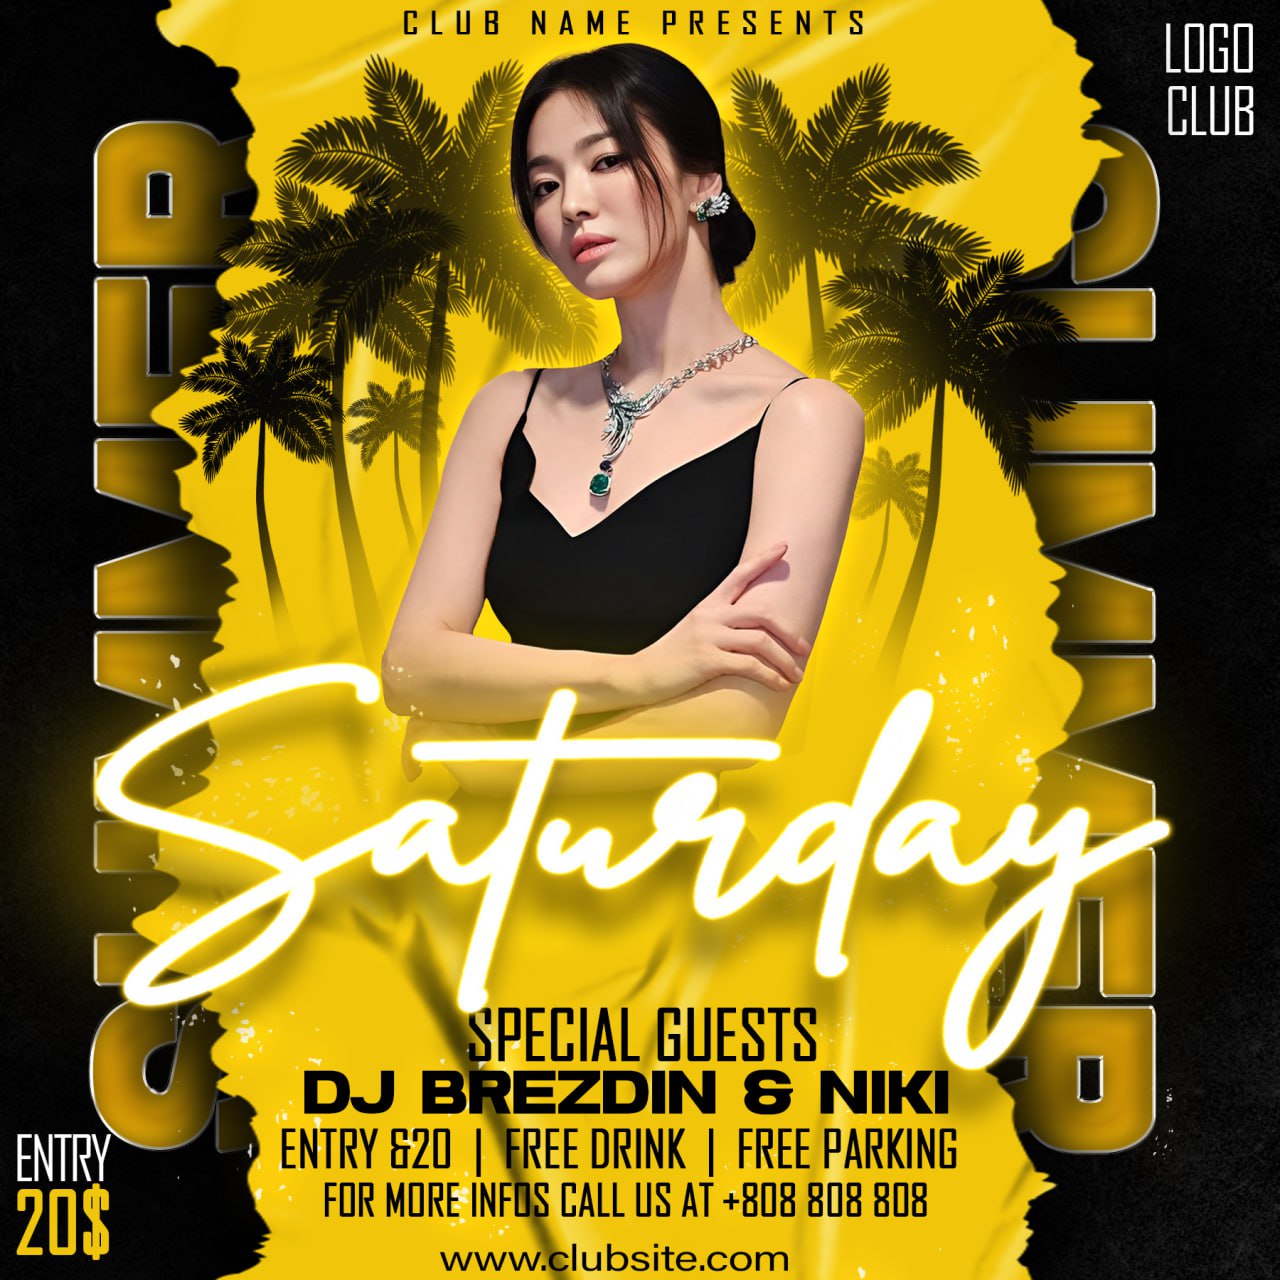 CLUB NAME PRESENTS
LOGO
CLUB
SUMMER
SUMMER
Saturday
SPECIAL GUESTS
DJ BREZDIN & NIKI
ENTRY &20 | FREE DRINK | FREE PARKING
FOR MORE INFOS CALL US AT +808 808 808
www.clubsite.com
ENTRY
20$